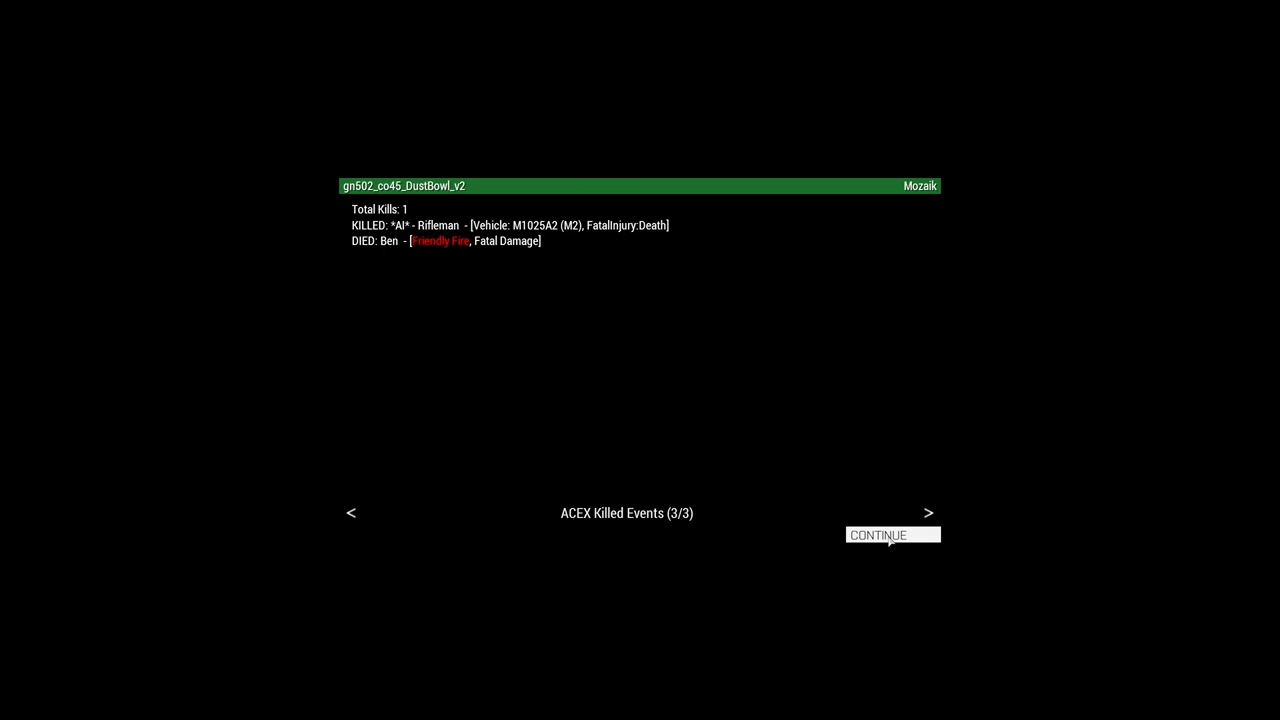 gn502_co45_DustBowl_v2 Mozaik
Total Kills: 1
KILLED: *AI* - Rifleman - [Vehicle: M1025A2 (M2), FatalInjury:Death]
DIED: Ben - [Friendly Fire, Fatal Damage]
< ACEX Killed Events (3/3) >
CONTINUE